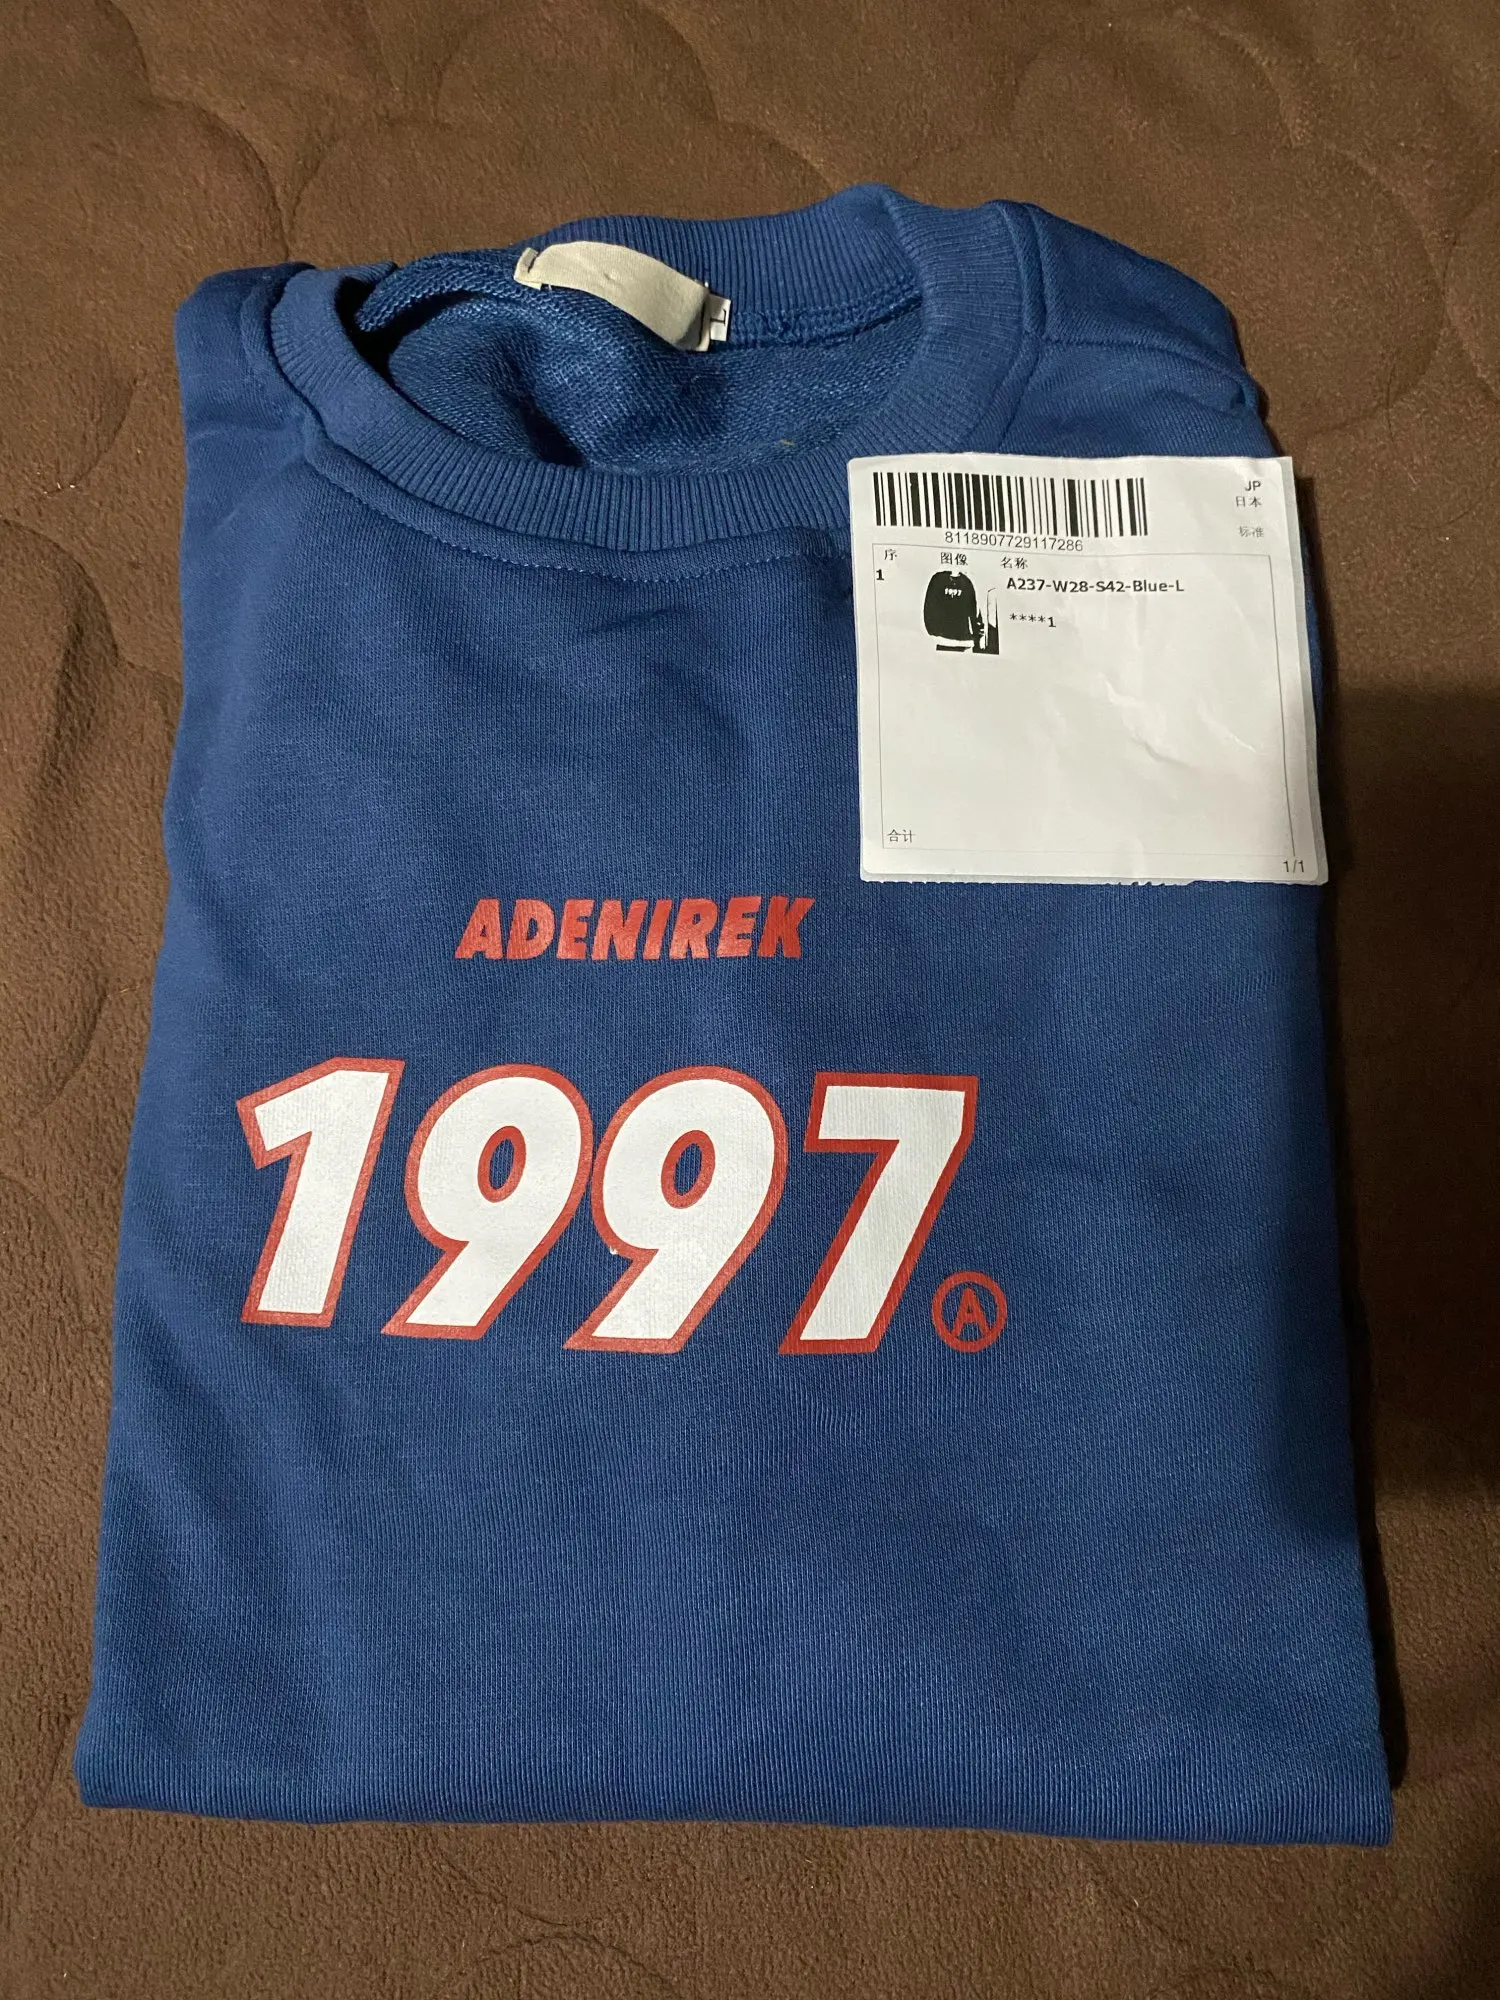 L
JP
日本
标准
8118907729117286
序 图像 名称
1 1997 A237-W28-S42-Blue-L
****1
合计
1/1
ADENIREK
1997
A